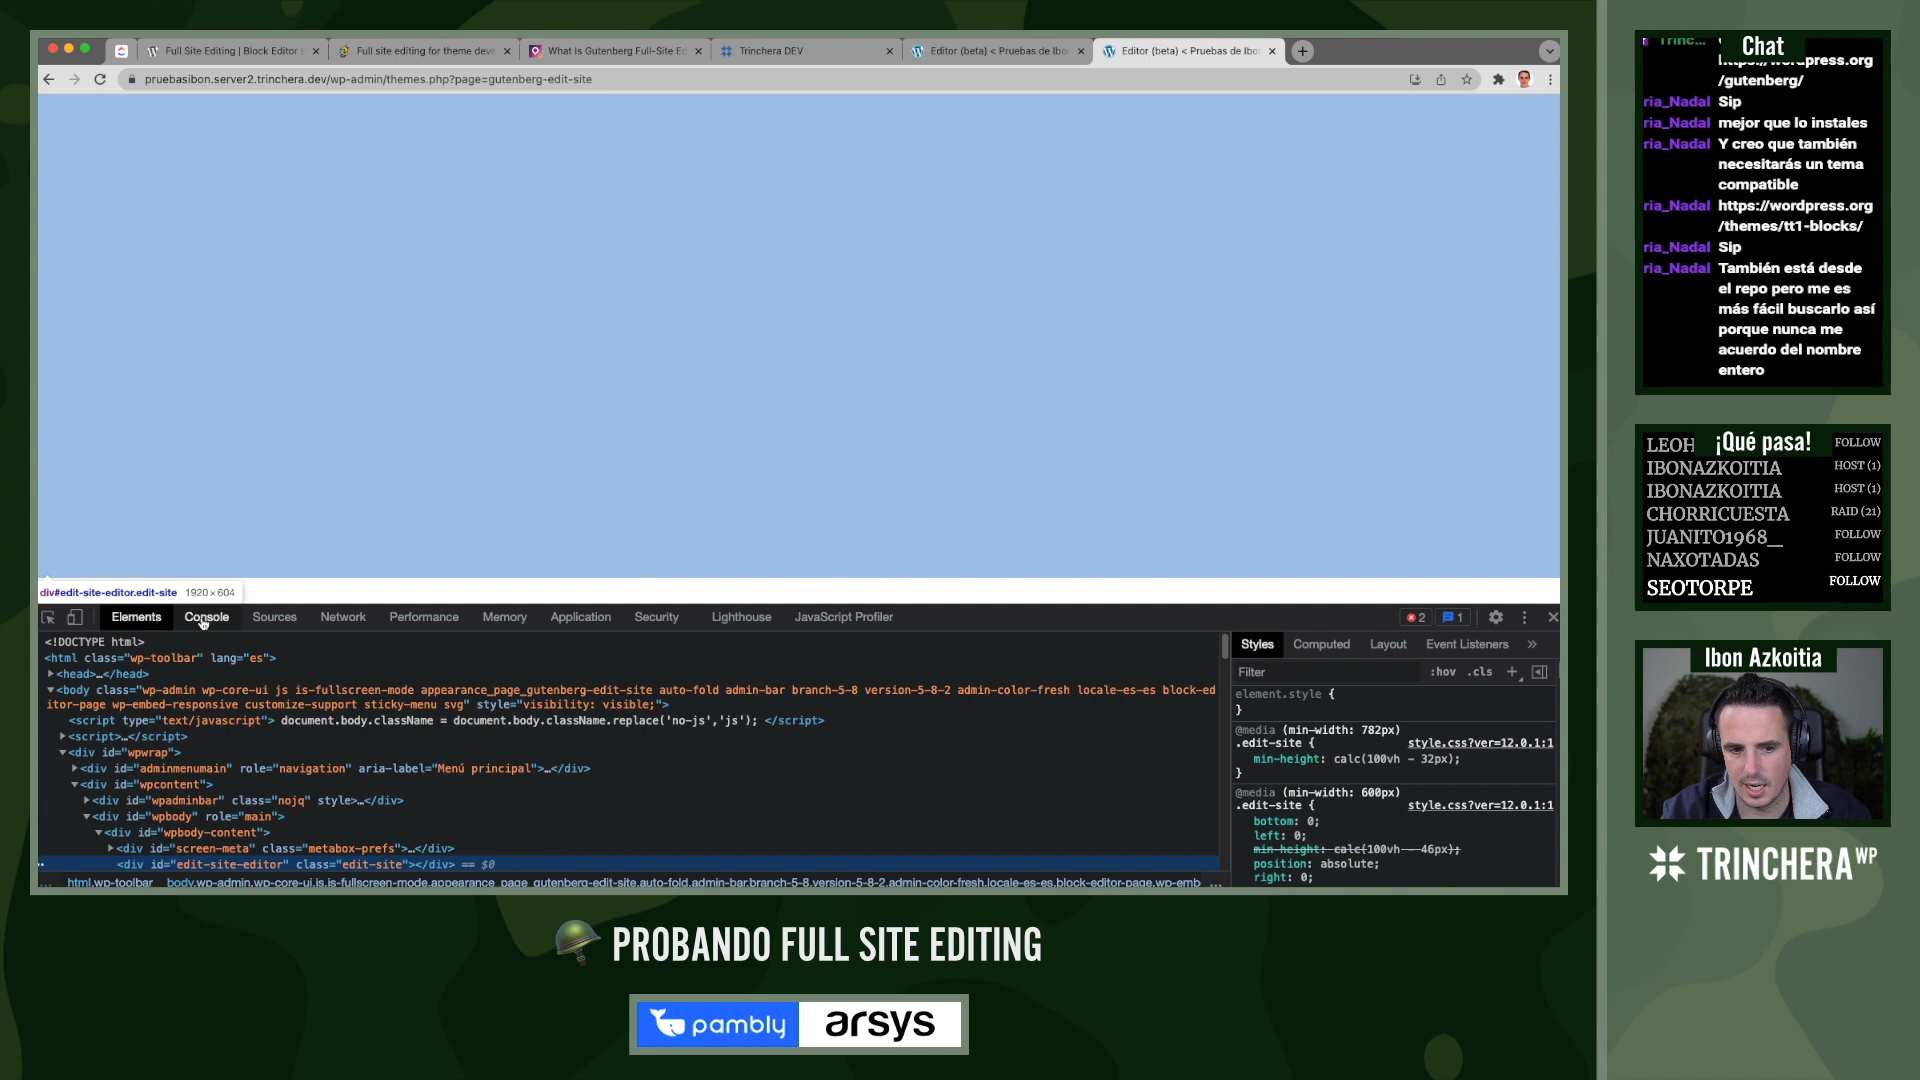 Full Site Editing | Block Editor
Full site editing for theme deve
What Is Gutenberg Full-Site Ed
Trinchera DEV
Editor (beta) < Pruebas de Ibo
Editor (beta) < Pruebas de Ibo
pruebasibon.server2.trinchera.dev/wp-admin/themes.php?page=gutenberg-edit-site
div#edit-site-editor.edit-site 1920 × 604
Elements Console Sources Network Performance Memory Application Security Lighthouse JavaScript Profiler 2 1
<!DOCTYPE html>
<html class="wp-toolbar" lang="es">
<head>…</head>
<body class="wp-admin wp-core-ui js is-fullscreen-mode appearance_page_gutenberg-edit-site auto-fold admin-bar branch-5-8 version-5-8-2 admin-color-fresh locale-es-es block-ed
itor-page wp-embed-responsive customize-support sticky-menu svg" style="visibility: visible;">
<script type="text/javascript"> document.body.className = document.body.className.replace('no-js','js'); </script>
<script>…</script>
<div id="wpwrap">
<div id="adminmenumain" role="navigation" aria-label="Menú principal">…</div>
<div id="wpcontent">
<div id="wpadminbar" class="nojq" style>…</div>
<div id="wpbody" role="main">
<div id="wpbody-content">
<div id="screen-meta" class="metabox-prefs">…</div>
<div id="edit-site-editor" class="edit-site"></div> == $0
html.wp-toolbar body.wp-admin.wp-core-ui.js.is-fullscreen-mode.appearance_page_gutenberg-edit-site.auto-fold.admin-bar.branch-5-8.version-5-8-2.admin-color-fresh.locale-es-es.block-editor-page.wp-emb ...
Styles Computed Layout Event Listeners »
Filter :hov .cls +
element.style {
}
@media (min-width: 782px)
.edit-site { style.css?ver=12.0.1:1
min-height: calc(100vh - 32px);
}
@media (min-width: 600px)
.edit-site { style.css?ver=12.0.1:1
bottom: 0;
left: 0;
min-height: calc(100vh - 46px);
position: absolute;
right: 0;
Chat
https://wordpress.org
/gutenberg/
ria_Nadal Sip
ria_Nadal mejor que lo instales
ria_Nadal Y creo que también
necesitarás un tema
compatible
ria_Nadal https://wordpress.org
/themes/tt1-blocks/
ria_Nadal Sip
ria_Nadal También está desde
el repo pero me es
más fácil buscarlo así
porque nunca me
acuerdo del nombre
entero
¡Qué pasa!
LEOH FOLLOW
IBONAZKOITIA HOST (1)
IBONAZKOITIA HOST (1)
CHORRICUESTA RAID (21)
JUANITO1968_ FOLLOW
NAXOTADAS FOLLOW
SEOTORPE FOLLOW
Ibon Azkoitia
TRINCHERA WP
PROBANDO FULL SITE EDITING
pambly arsys